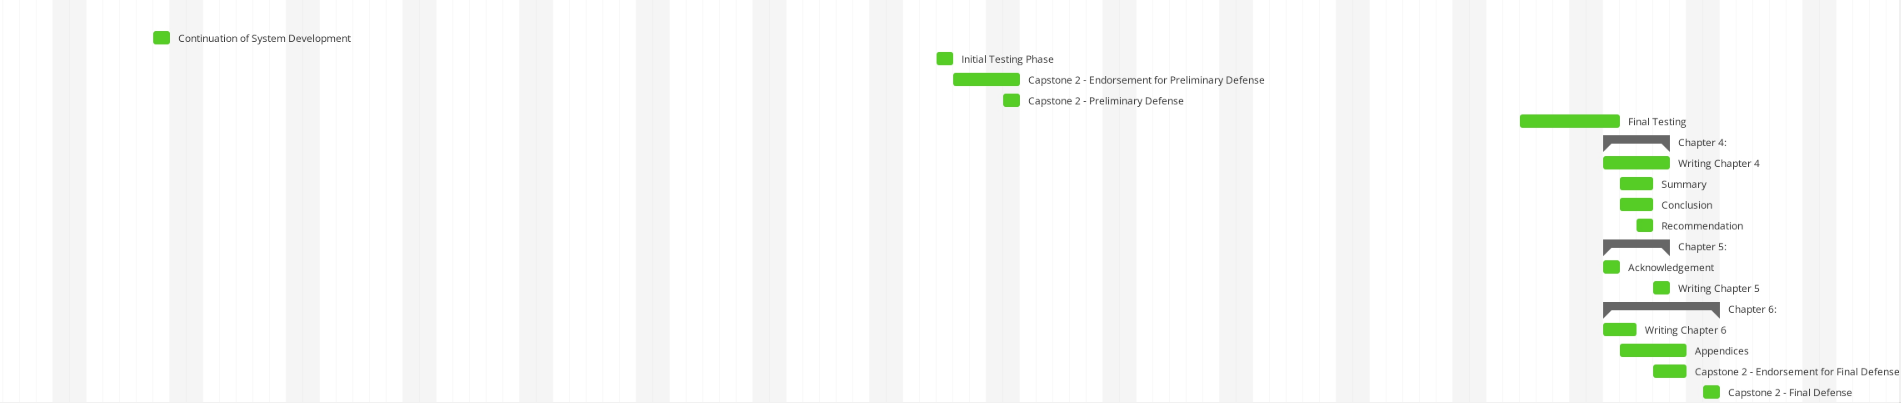 Continuation of System Development
Initial Testing Phase
Capstone 2 - Endorsement for Preliminary Defense
Capstone 2 - Preliminary Defense
Final Testing
Chapter 4:
Writing Chapter 4
Summary
Conclusion
Recommendation
Chapter 5:
Acknowledgement
Writing Chapter 5
Chapter 6:
Writing Chapter 6
Appendices
Capstone 2 - Endorsement for Final Defense
Capstone 2 - Final Defense